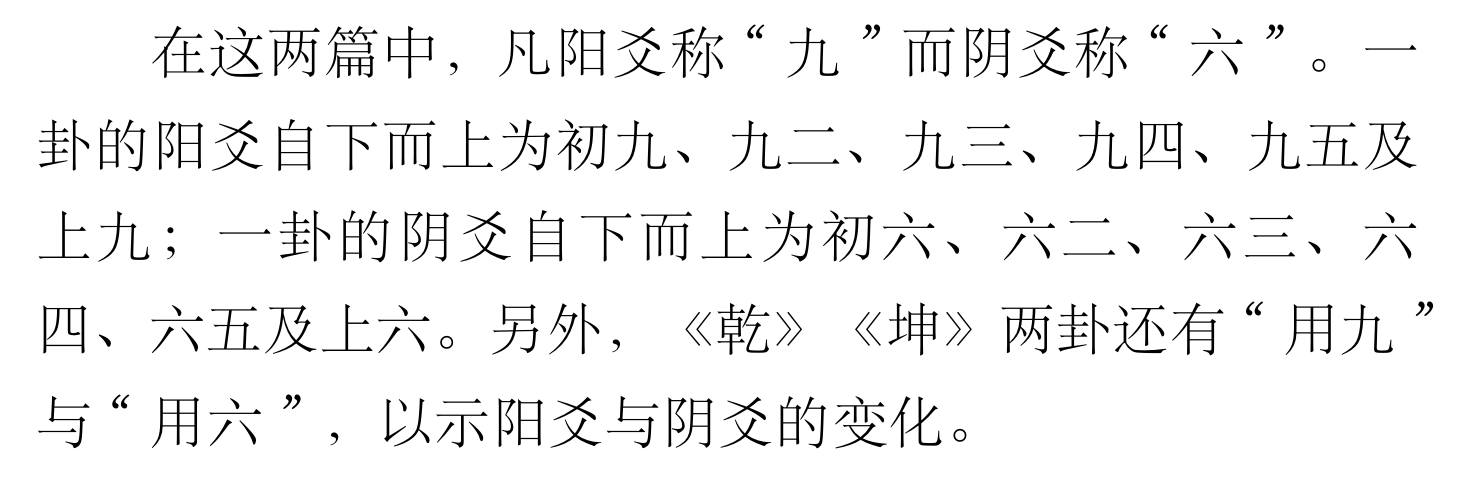 在这两篇中，凡阳爻称“九”而阴爻称“六”。一
卦的阳爻自下而上为初九、九二、九三、九四、九五及
上九；一卦的阴爻自下而上为初六、六二、六三、六
四、六五及上六。另外，《乾》《坤》两卦还有“用九”
与“用六”，以示阳爻与阴爻的变化。